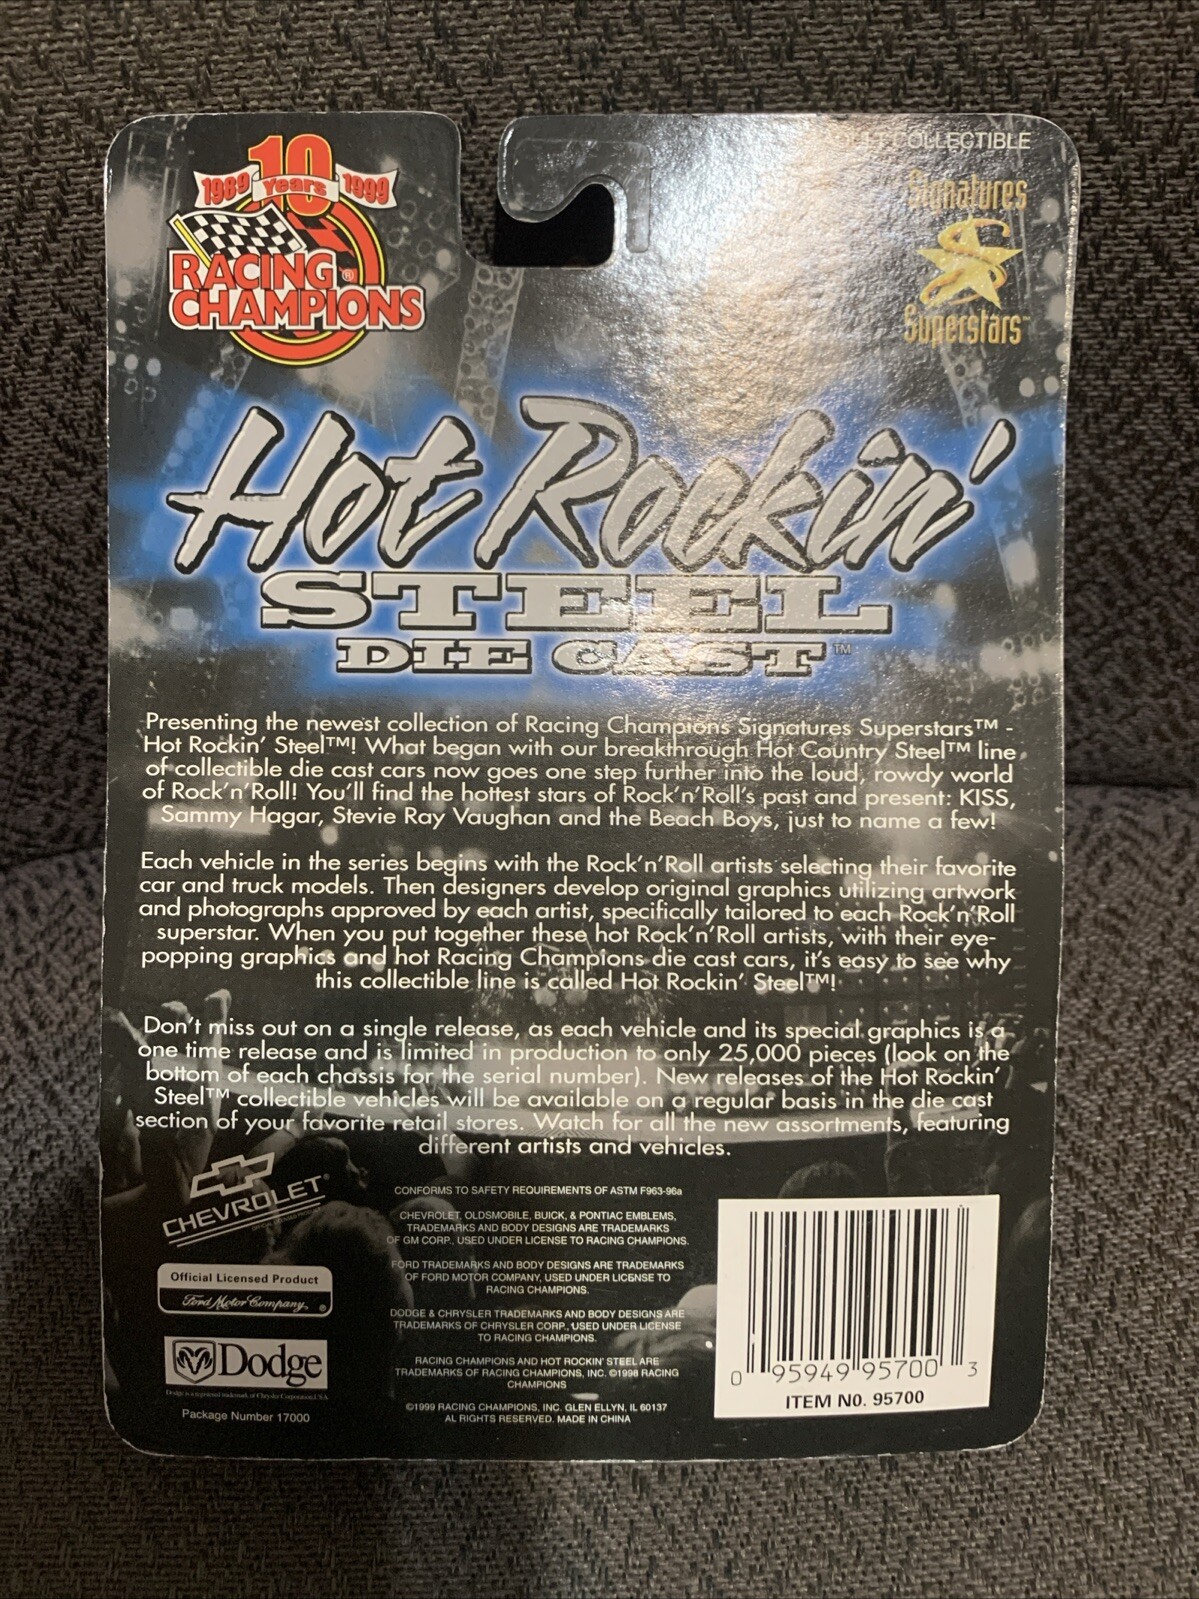 10
1989 Years 1999
RACING®
CHAMPIONS
COLLECTIBLE
Signatures
Superstars™
Hot Rockin'
STEEL
DIE CAST™
Presenting the newest collection of Racing Champions Signatures Superstars™ -
Hot Rockin' Steel™! What began with our breakthrough Hot Country Steel™ line
of collectible die cast cars now goes one step further into the loud, rowdy world
of Rock'n'Roll! You'll find the hottest stars of Rock'n'Roll's past and present: KISS,
Sammy Hagar, Stevie Ray Vaughan and the Beach Boys, just to name a few!
Each vehicle in the series begins with the Rock'n'Roll artists selecting their favorite
car and truck models. Then designers develop original graphics utilizing artwork
and photographs approved by each artist, specifically tailored to each Rock'n'Roll
superstar. When you put together these hot Rock'n'Roll artists, with their eye-
popping graphics and hot Racing Champions die cast cars, it's easy to see why
this collectible line is called Hot Rockin' Steel™!
Don't miss out on a single release, as each vehicle and its special graphics is a
one time release and is limited in production to only 25,000 pieces (look on the
bottom of each chassis for the serial number). New releases of the Hot Rockin'
Steel™ collectible vehicles will be available on a regular basis in the die cast
section of your favorite retail stores. Watch for all the new assortments, featuring
different artists and vehicles.
CHEVROLET®
Official Licensed Product
Ford Motor Company ®
Dodge
Dodge is a registered trademark of Chrysler Corporation USA
Package Number 17000
CONFORMS TO SAFETY REQUIREMENTS OF ASTM F963-96a
CHEVROLET, OLDSMOBILE, BUICK, & PONTIAC EMBLEMS,
TRADEMARKS AND BODY DESIGNS ARE TRADEMARKS
OF GM CORP., USED UNDER LICENSE TO RACING CHAMPIONS.
FORD TRADEMARKS AND BODY DESIGNS ARE TRADEMARKS
OF FORD MOTOR COMPANY, USED UNDER LICENSE TO
RACING CHAMPIONS.
DODGE & CHRYSLER TRADEMARKS AND BODY DESIGNS ARE
TRADEMARKS OF CHRYSLER CORP., USED UNDER LICENSE
TO RACING CHAMPIONS.
RACING CHAMPIONS AND HOT ROCKIN' STEEL ARE
TRADEMARKS OF RACING CHAMPIONS, INC. ©1998 RACING
CHAMPIONS
©1999 RACING CHAMPIONS, INC. GLEN ELLYN, IL 60137
AL RIGHTS RESERVED. MADE IN CHINA
0 95949 95700 3
ITEM NO. 95700